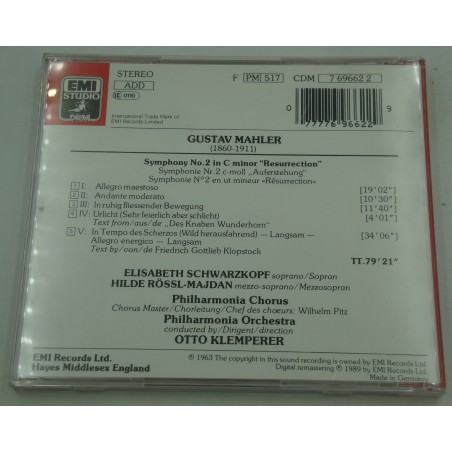 EMI
STUDIO
DRM
STEREO
ADD
F PM 517 CDM 7 69662 2
0 77776 96622 9
International Trade Mark of
EMI Records Limited
GUSTAV MAHLER
(1860-1911)
Symphony No.2 in C minor "Resurrection"
Symphonie Nr.2 c-moll „Auferstehung"
Symphonie Nº2 en ut mineur «Résurrection»
1 I: Allegro maestoso [19'02"]
2 II: Andante moderato [10'30"]
3 III: In ruhig fliessender Bewegung [11'40"]
4 IV: Urlicht (Sehr feierlich aber schlicht) [4'01"]
Text from/aus/de „Des Knaben Wunderhorn"
5 V: In Tempo des Scherzos (Wild herausfahrend) — Langsam — [34'06"]
Allegro energico — Langsam
Text by/von/de Friedrich Gottlieb Klopstock
TT.79'21"
ELISABETH SCHWARZKOPF soprano/Sopran
HILDE RÖSSL-MAJDAN mezzo-soprano/Mezzosopran
Philharmonia Chorus
Chorus Master/Chorleitung/Chef des chœurs: Wilhelm Pitz
Philharmonia Orchestra
conducted by/Dirigent/direction
OTTO KLEMPERER
EMI Records Ltd.
Hayes Middlesex England
℗ 1963 The copyright in this sound recording is owned by EMI Records Ltd.
Digital remastering ℗ 1989 by EMI Records Ltd.
Made in Germany